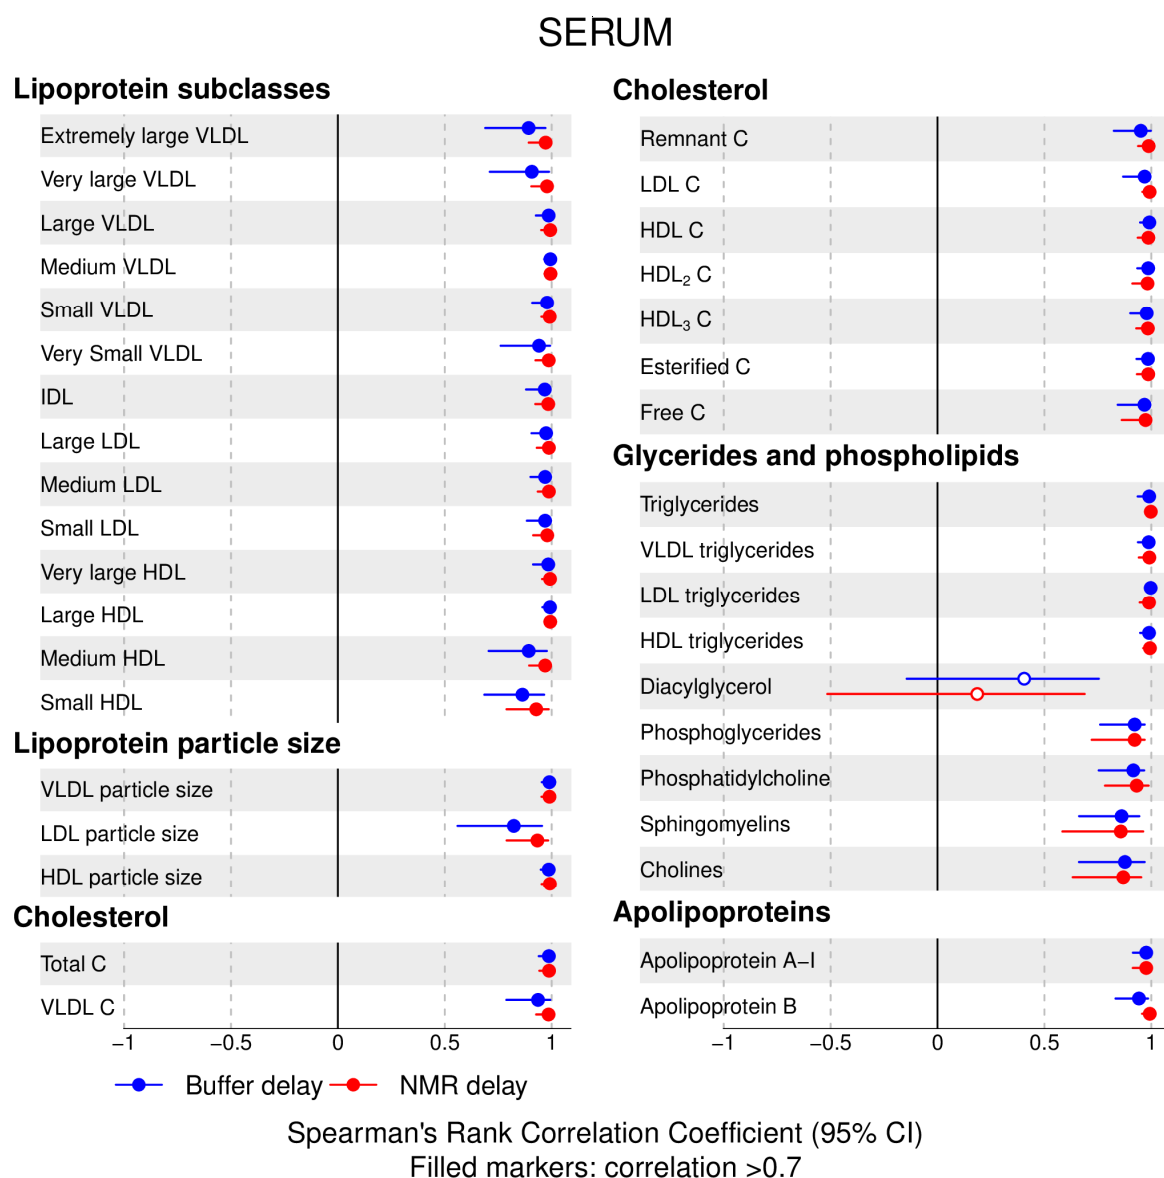 SERUM
Lipoprotein subclasses
Extremely large VLDL
Very large VLDL
Large VLDL
Medium VLDL
Small VLDL
Very Small VLDL
IDL
Large LDL
Medium LDL
Small LDL
Very large HDL
Large HDL
Medium HDL
Small HDL
Lipoprotein particle size
VLDL particle size
LDL particle size
HDL particle size
Cholesterol
Total C
VLDL C
−1 −0.5 0 0.5 1
Cholesterol
Remnant C
LDL C
HDL C
HDL₂ C
HDL₃ C
Esterified C
Free C
Glycerides and phospholipids
Triglycerides
VLDL triglycerides
LDL triglycerides
HDL triglycerides
Diacylglycerol
Phosphoglycerides
Phosphatidylcholine
Sphingomyelins
Cholines
Apolipoproteins
Apolipoprotein A−I
Apolipoprotein B
−1 −0.5 0 0.5 1
Buffer delay NMR delay
Spearman's Rank Correlation Coefficient (95% CI)
Filled markers: correlation >0.7